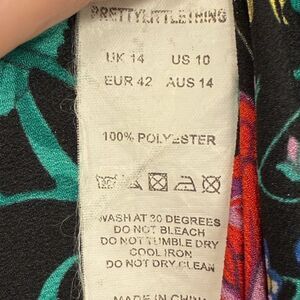 PRETTYLITTLETHING
UK 14 US 10
EUR 42 AUS 14
100% POLYESTER
WASH AT 30 DEGREES
DO NOT BLEACH
DO NOT TUMBLE DRY
COOL IRON
DO NOT DRY CLEAN
MADE IN CHINA